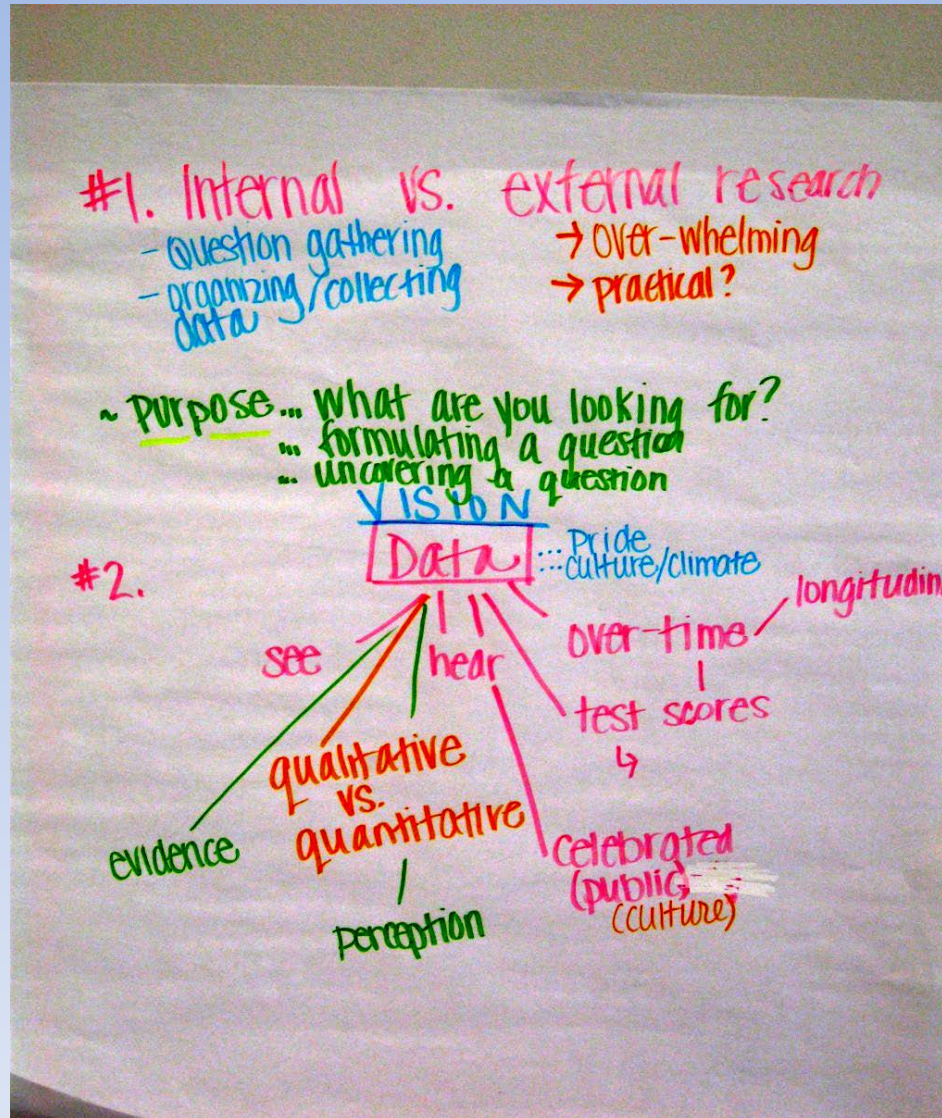 #1. Internal vs. external research
- Question gathering
- organizing/collecting
data
→ over-whelming
→ practical?
~ Purpose... What are you looking for?
... formulating a question
... uncovering a question
VISION
#2.
Data
... Pride
... culture/climate
see
hear
over-time
longitudin
test scores
↳
qualitative
vs.
quantitative
evidence
perception
celebrated
(public)
(culture)